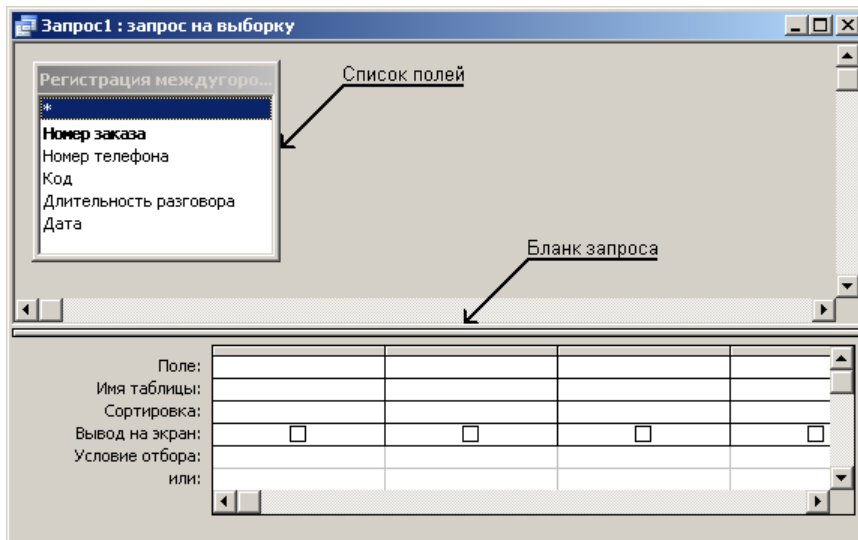 Запрос1 : запрос на выборку
Регистрация междугоро...
Список полей
*
Номер заказа
Номер телефона
Код
Длительность разговора
Дата
Бланк запроса
Поле:
Имя таблицы:
Сортировка:
Вывод на экран:
Условие отбора:
или: